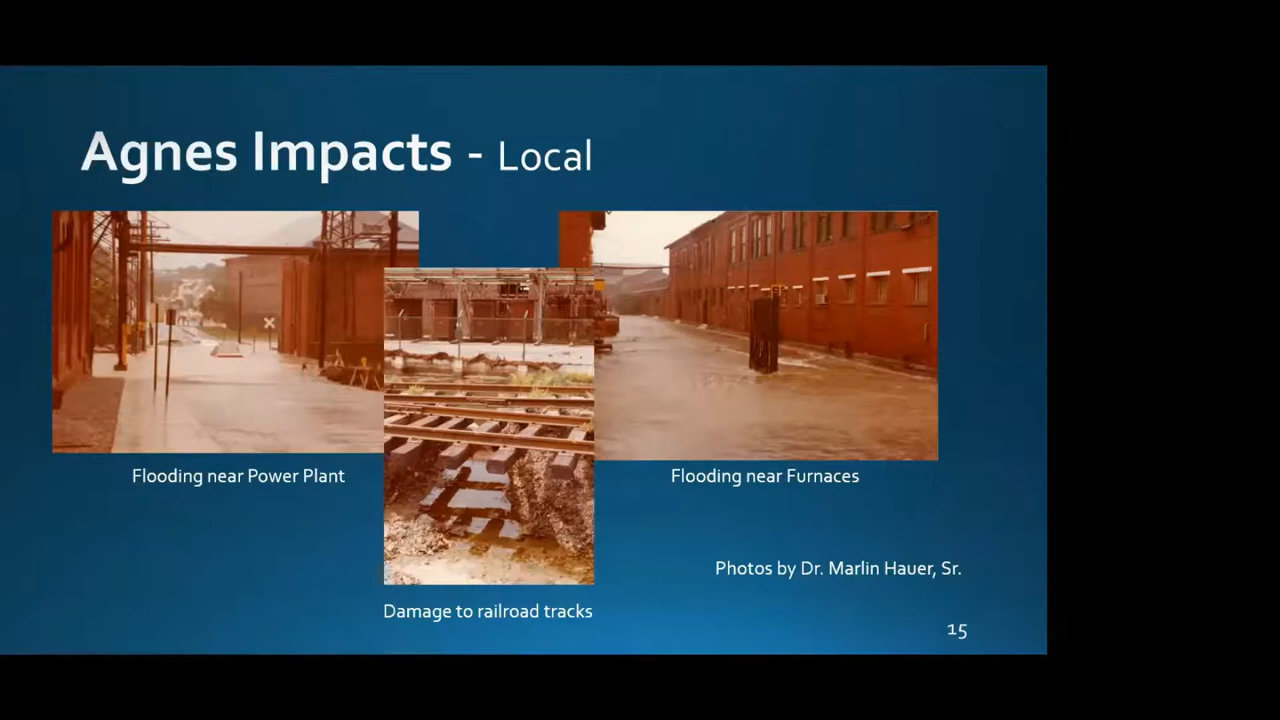 Agnes Impacts - Local
Flooding near Power Plant
Flooding near Furnaces
Damage to railroad tracks
Photos by Dr. Marlin Hauer, Sr.
15